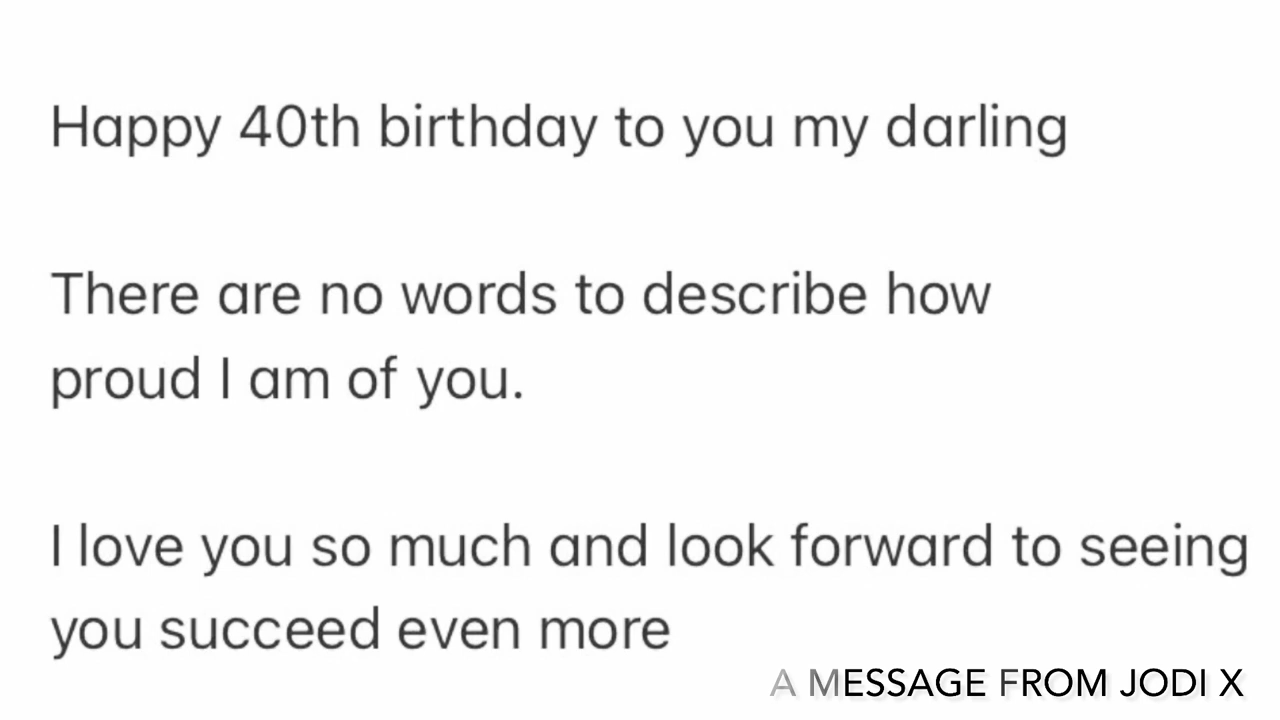 Happy 40th birthday to you my darling
There are no words to describe how
proud I am of you.
I love you so much and look forward to seeing
you succeed even more
A MESSAGE FROM JODI X